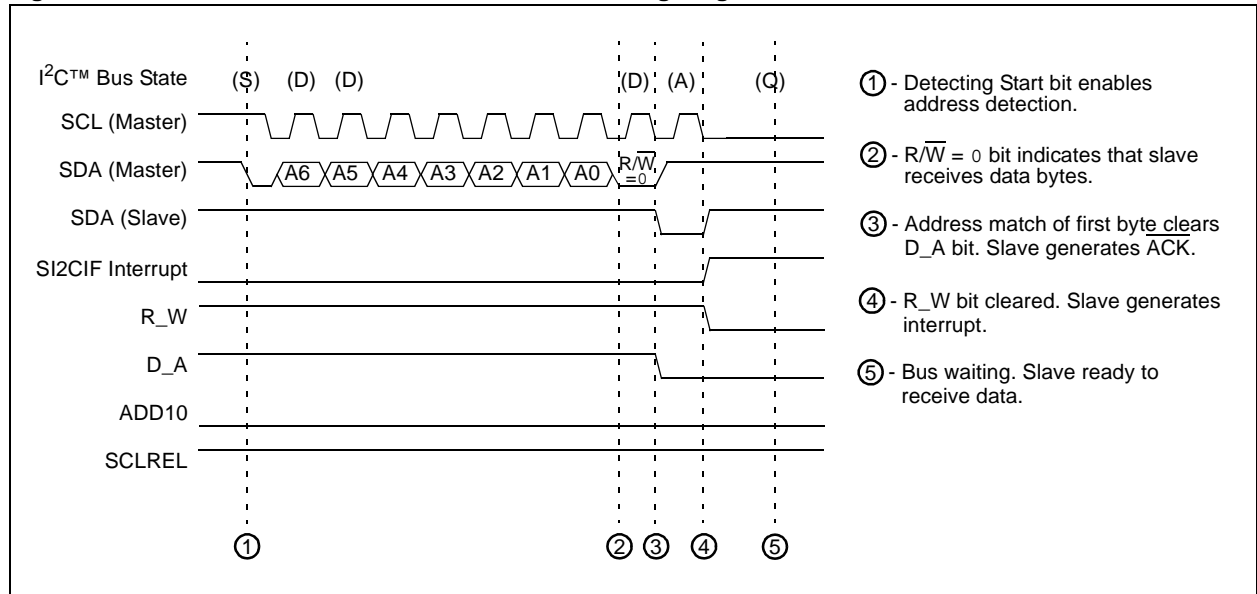 I²C™ Bus State (S) (D) (D) (D) (A) (Q)
SCL (Master)
SDA (Master) A6 A5 A4 A3 A2 A1 A0 R/W̅ =0
SDA (Slave)
SI2CIF Interrupt
R_W
D_A
ADD10
SCLREL
① ② ③ ④ ⑤
① - Detecting Start bit enables
address detection.
② - R/W̅ = 0 bit indicates that slave
receives data bytes.
③ - Address match of first byte clears
D_A bit. Slave generates A̅C̅K̅.
④ - R_W bit cleared. Slave generates
interrupt.
⑤ - Bus waiting. Slave ready to
receive data.